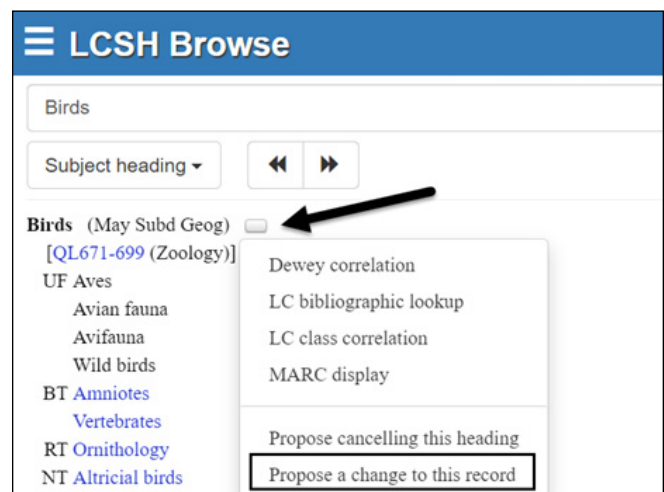 LCSH Browse
Birds
Subject heading
Birds (May Subd Geog)
[QL671-699 (Zoology)]
UF Aves
Avian fauna
Avifauna
Wild birds
BT Amniotes
Vertebrates
RT Ornithology
NT Altricial birds
Dewey correlation
LC bibliographic lookup
LC class correlation
MARC display
Propose cancelling this heading
Propose a change to this record